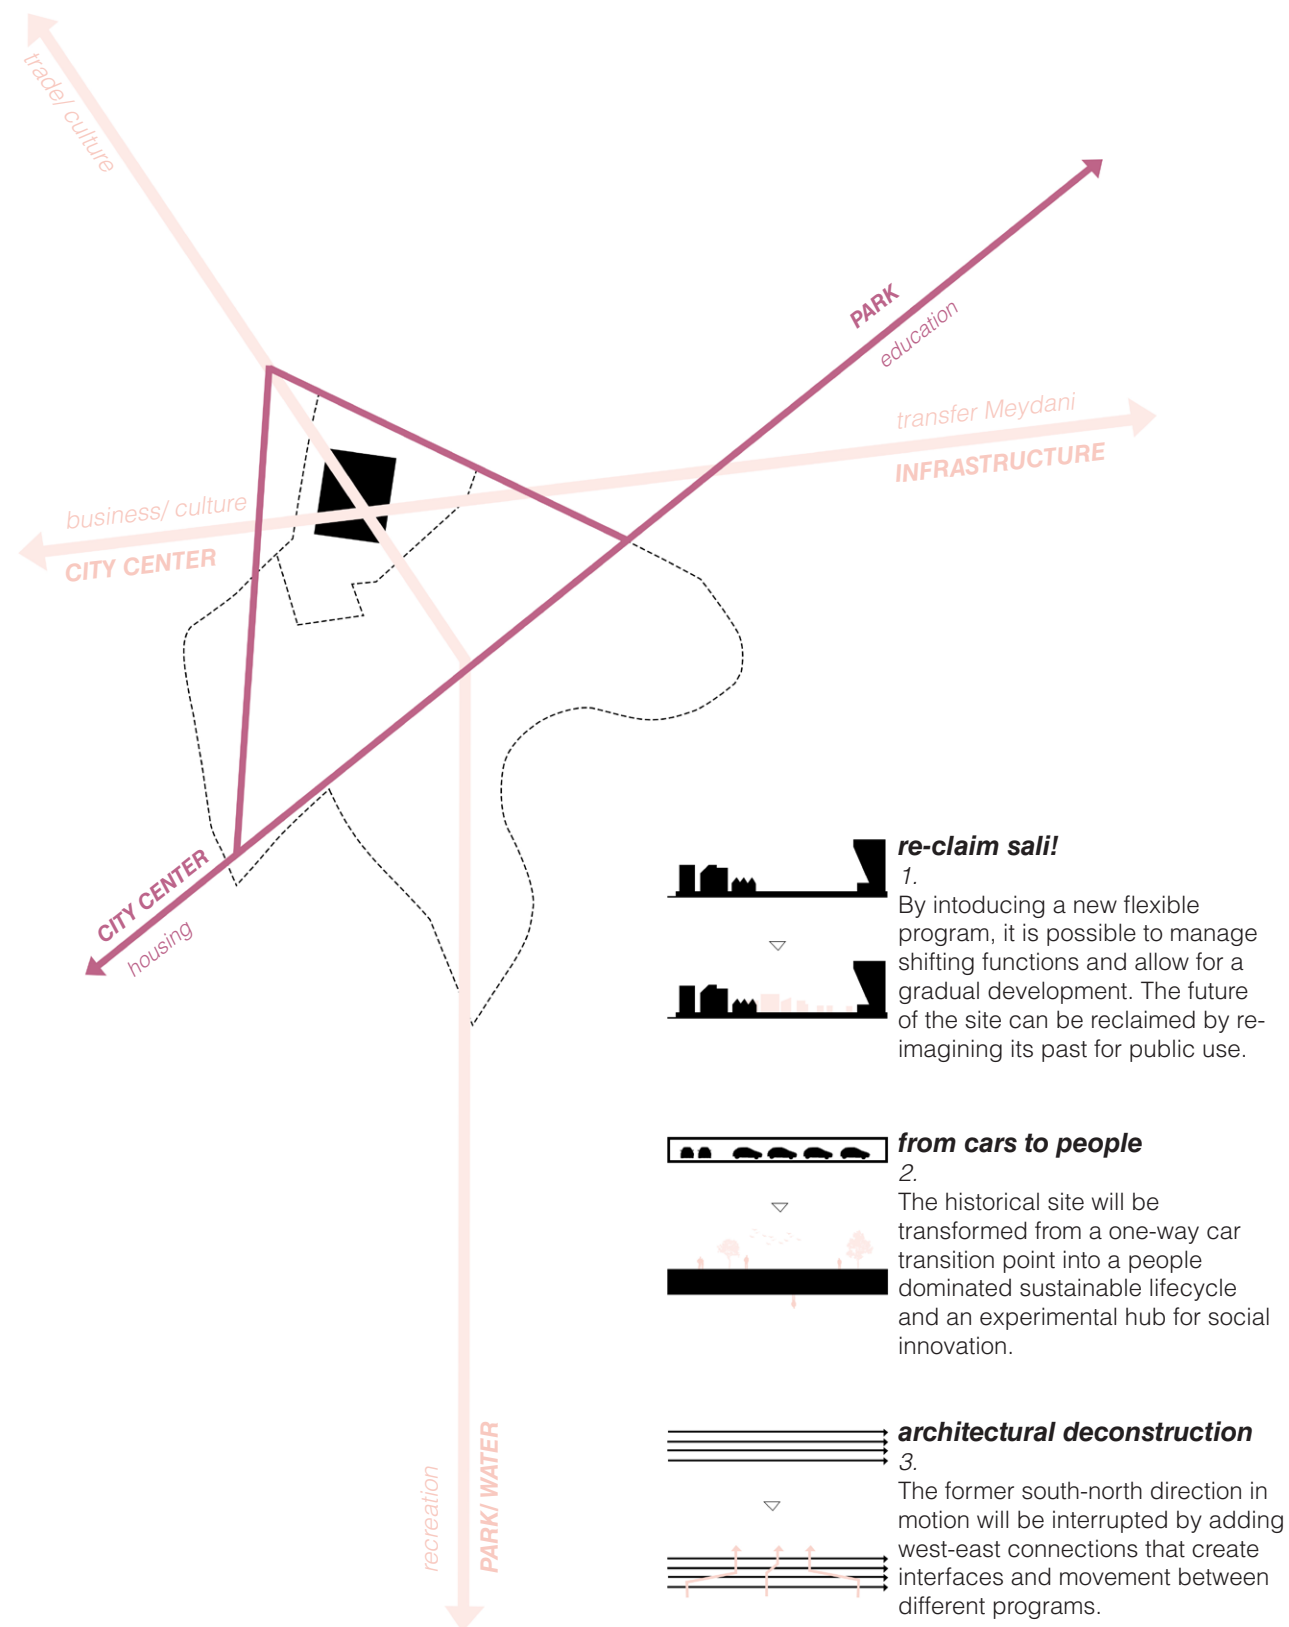 trade/ culture
PARK
education
transfer Meydani
INFRASTRUCTURE
business/ culture
CITY CENTER
CITY CENTER
housing
recreation
PARK/ WATER
re-claim sali!
1.
By intoducing a new flexible
program, it is possible to manage
shifting functions and allow for a
gradual development. The future
of the site can be reclaimed by re-
imagining its past for public use.
from cars to people
2.
The historical site will be
transformed from a one-way car
transition point into a people
dominated sustainable lifecycle
and an experimental hub for social
innovation.
architectural deconstruction
3.
The former south-north direction in
motion will be interrupted by adding
west-east connections that create
interfaces and movement between
different programs.